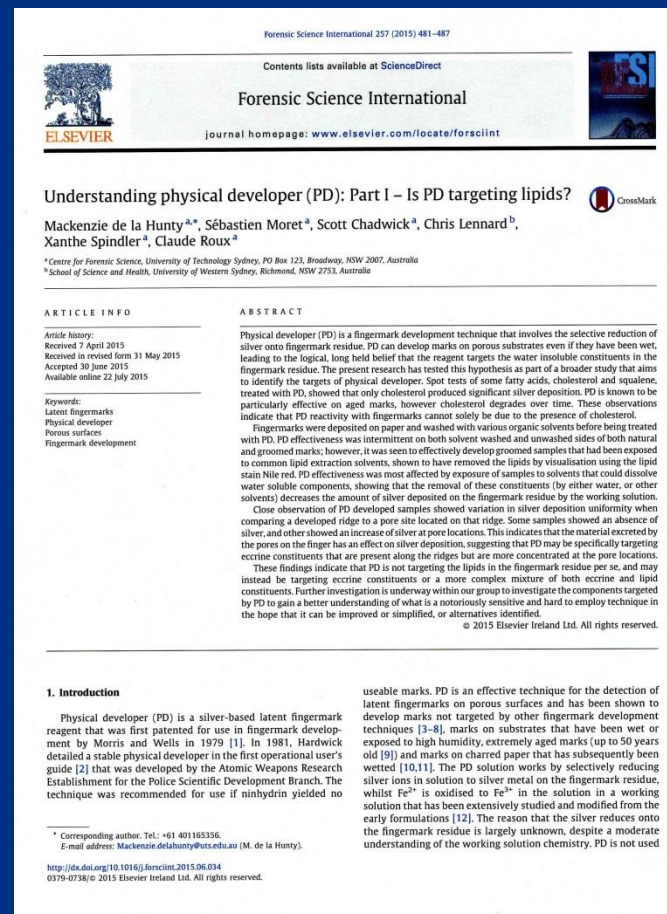 Forensic Science International 257 (2015) 481–487
Contents lists available at ScienceDirect
Forensic Science International
journal homepage: www.elsevier.com/locate/forsciint
ELSEVIER
FSI
Understanding physical developer (PD): Part I – Is PD targeting lipids?
CrossMark
Mackenzie de la Hunty a,*, Sébastien Moret a, Scott Chadwick a, Chris Lennard b,
Xanthe Spindler a, Claude Roux a
a Centre for Forensic Science, University of Technology Sydney, PO Box 123, Broadway, NSW 2007, Australia
b School of Science and Health, University of Western Sydney, Richmond, NSW 2753, Australia
ARTICLE INFO
Article history:
Received 7 April 2015
Received in revised form 31 May 2015
Accepted 30 June 2015
Available online 22 July 2015
Keywords:
Latent fingermarks
Physical developer
Porous surfaces
Fingermark development
ABSTRACT
Physical developer (PD) is a fingermark development technique that involves the selective reduction of
silver onto fingermark residue. PD can develop marks on porous substrates even if they have been wet,
leading to the logical, long held belief that the reagent targets the water insoluble constituents in the
fingermark residue. The present research has tested this hypothesis as part of a broader study that aims
to identify the targets of physical developer. Spot tests of some fatty acids, cholesterol and squalene,
treated with PD, showed that only cholesterol produced significant silver deposition. PD is known to be
particularly effective on aged marks, however cholesterol degrades over time. These observations
indicate that PD reactivity with fingermarks cannot solely be due to the presence of cholesterol.
Fingermarks were deposited on paper and washed with various organic solvents before being treated
with PD. PD effectiveness was intermittent on both solvent washed and unwashed sides of both natural
and groomed marks; however, it was seen to effectively develop groomed samples that had been exposed
to common lipid extraction solvents, shown to have removed the lipids by visualisation using the lipid
stain Nile red. PD effectiveness was most affected by exposure of samples to solvents that could dissolve
water soluble components, showing that the removal of these constituents (by either water, or other
solvents) decreases the amount of silver deposited on the fingermark residue by the working solution.
Close observation of PD developed samples showed variation in silver deposition uniformity when
comparing a developed ridge to a pore site located on that ridge. Some samples showed an absence of
silver, and other showed an increase of silver at pore locations. This indicates that the material excreted by
the pores on the finger has an effect on silver deposition, suggesting that PD may be specifically targeting
eccrine constituents that are present along the ridges but are more concentrated at the pore locations.
These findings indicate that PD is not targeting the lipids in the fingermark residue per se, and may
instead be targeting eccrine constituents or a more complex mixture of both eccrine and lipid
constituents. Further investigation is underway within our group to investigate the components targeted
by PD to gain a better understanding of what is a notoriously sensitive and hard to employ technique in
the hope that it can be improved or simplified, or alternatives identified.
© 2015 Elsevier Ireland Ltd. All rights reserved.
1. Introduction
Physical developer (PD) is a silver-based latent fingermark
reagent that was first patented for use in fingermark develop-
ment by Morris and Wells in 1979 [1]. In 1981, Hardwick
detailed a stable physical developer in the first operational user's
guide [2] that was developed by the Atomic Weapons Research
Establishment for the Police Scientific Development Branch. The
technique was recommended for use if ninhydrin yielded no
* Corresponding author. Tel.: +61 401165356.
E-mail address: Mackenzie.delahunty@uts.edu.au (M. de la Hunty).
http://dx.doi.org/10.1016/j.forsciint.2015.06.034
0379-0738/© 2015 Elsevier Ireland Ltd. All rights reserved.
useable marks. PD is an effective technique for the detection of
latent fingermarks on porous surfaces and has been shown to
develop marks not targeted by other fingermark development
techniques [3–8], marks on substrates that have been wet or
exposed to high humidity, extremely aged marks (up to 50 years
old [9]) and marks on charred paper that has subsequently been
wetted [10,11]. The PD solution works by selectively reducing
silver ions in solution to silver metal on the fingermark residue,
whilst Fe2+ is oxidised to Fe3+ in the solution in a working
solution that has been extensively studied and modified from the
early formulations [12]. The reason that the silver reduces onto
the fingermark residue is largely unknown, despite a moderate
understanding of the working solution chemistry. PD is not used